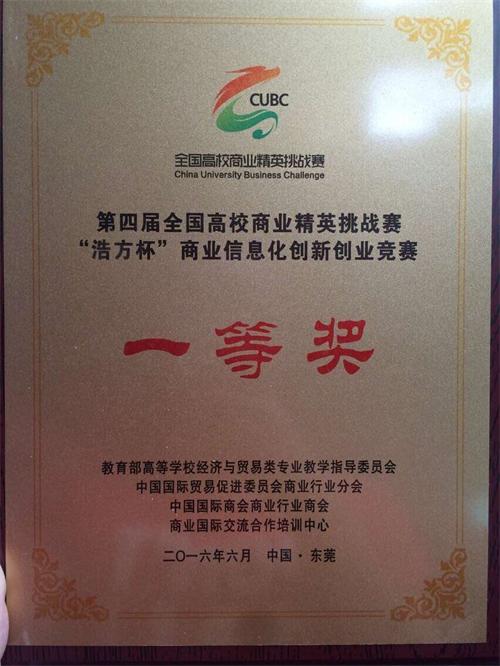 CUBC
全国高校商业精英挑战赛
China University Business Challenge
第四届全国高校商业精英挑战赛
“浩方杯”商业信息化创新创业竞赛
一等奖
教育部高等学校经济与贸易类专业教学指导委员会
中国国际贸易促进委员会商业行业分会
中国国际商会商业行业商会
商业国际交流合作培训中心
二〇一六年六月 中国·东莞